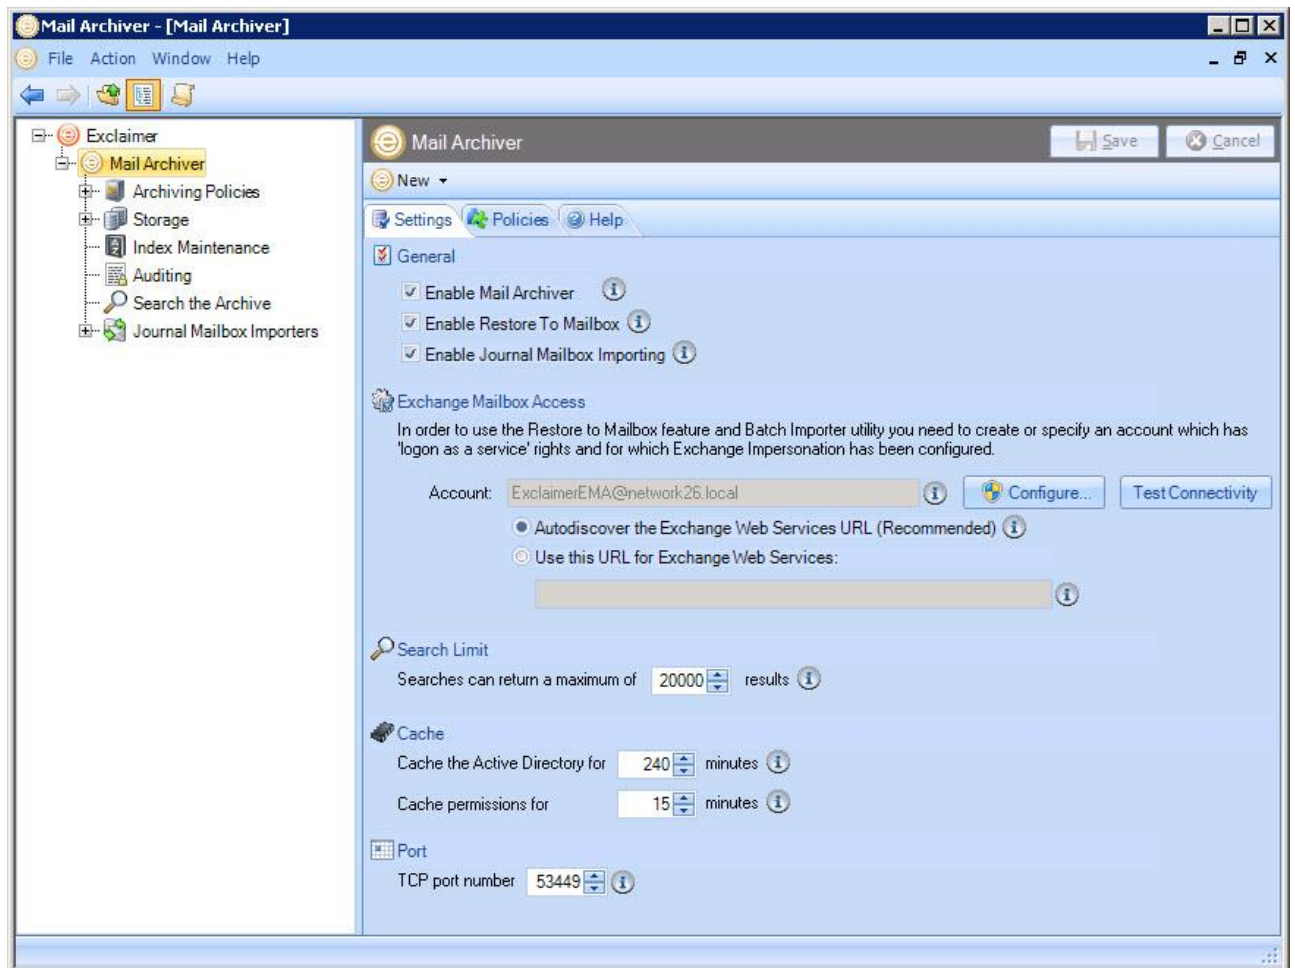 Mail Archiver - [Mail Archiver]
File Action Window Help
Exclaimer
Mail Archiver
Archiving Policies
Storage
Index Maintenance
Auditing
Search the Archive
Journal Mailbox Importers
Mail Archiver
Save
Cancel
New
Settings Policies Help
General
Enable Mail Archiver
Enable Restore To Mailbox
Enable Journal Mailbox Importing
Exchange Mailbox Access
In order to use the Restore to Mailbox feature and Batch Importer utility you need to create or specify an account which has
'logon as a service' rights and for which Exchange Impersonation has been configured.
Account: ExclaimerEMA@network26.local Configure... Test Connectivity
Autodiscover the Exchange Web Services URL (Recommended)
Use this URL for Exchange Web Services:
Search Limit
Searches can return a maximum of 20000 results
Cache
Cache the Active Directory for 240 minutes
Cache permissions for 15 minutes
Port
TCP port number 53449